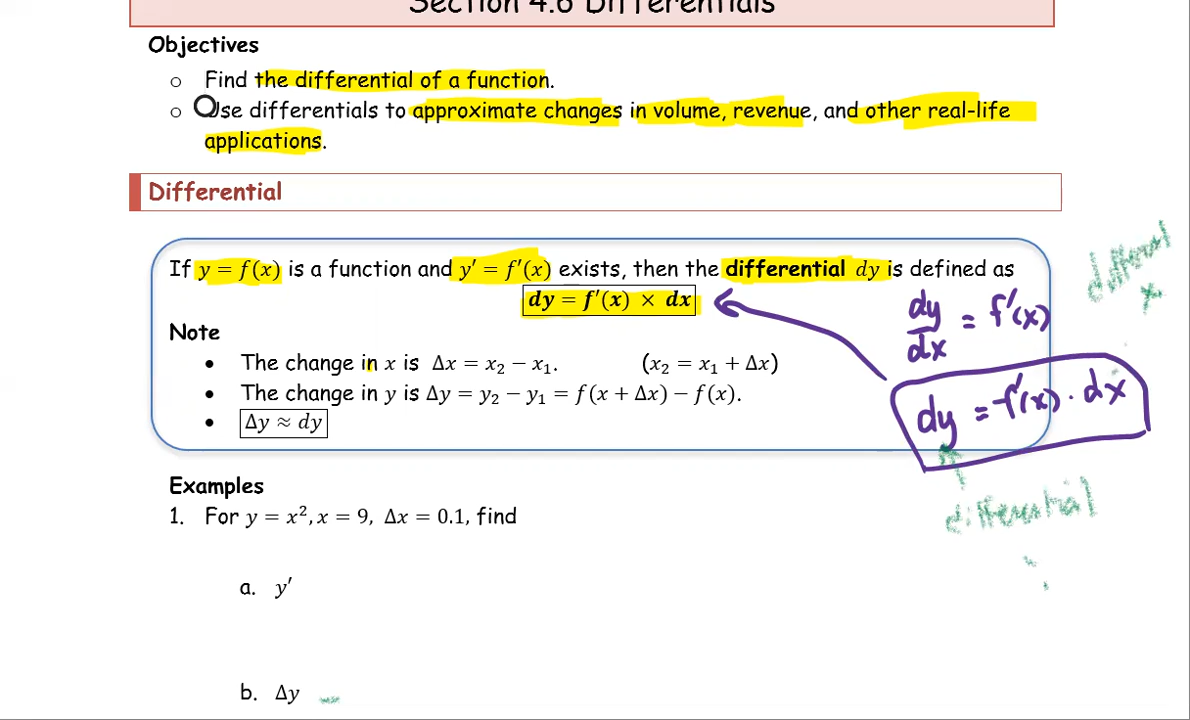 Section 4.6 Differentials
Objectives
o Find the differential of a function.
o Use differentials to approximate changes in volume, revenue, and other real-life
applications.
Differential
If y = f(x) is a function and y′ = f′(x) exists, then the differential dy is defined as
dy = f′(x) × dx
Note
• The change in x is Δx = x₂ − x₁. (x₂ = x₁ + Δx)
• The change in y is Δy = y₂ − y₁ = f(x + Δx) − f(x).
• Δy ≈ dy
dy/dx = f'(x)
dy = f'(x) · dx
differential
Examples
1. For y = x², x = 9, Δx = 0.1, find
a. y′
b. Δy